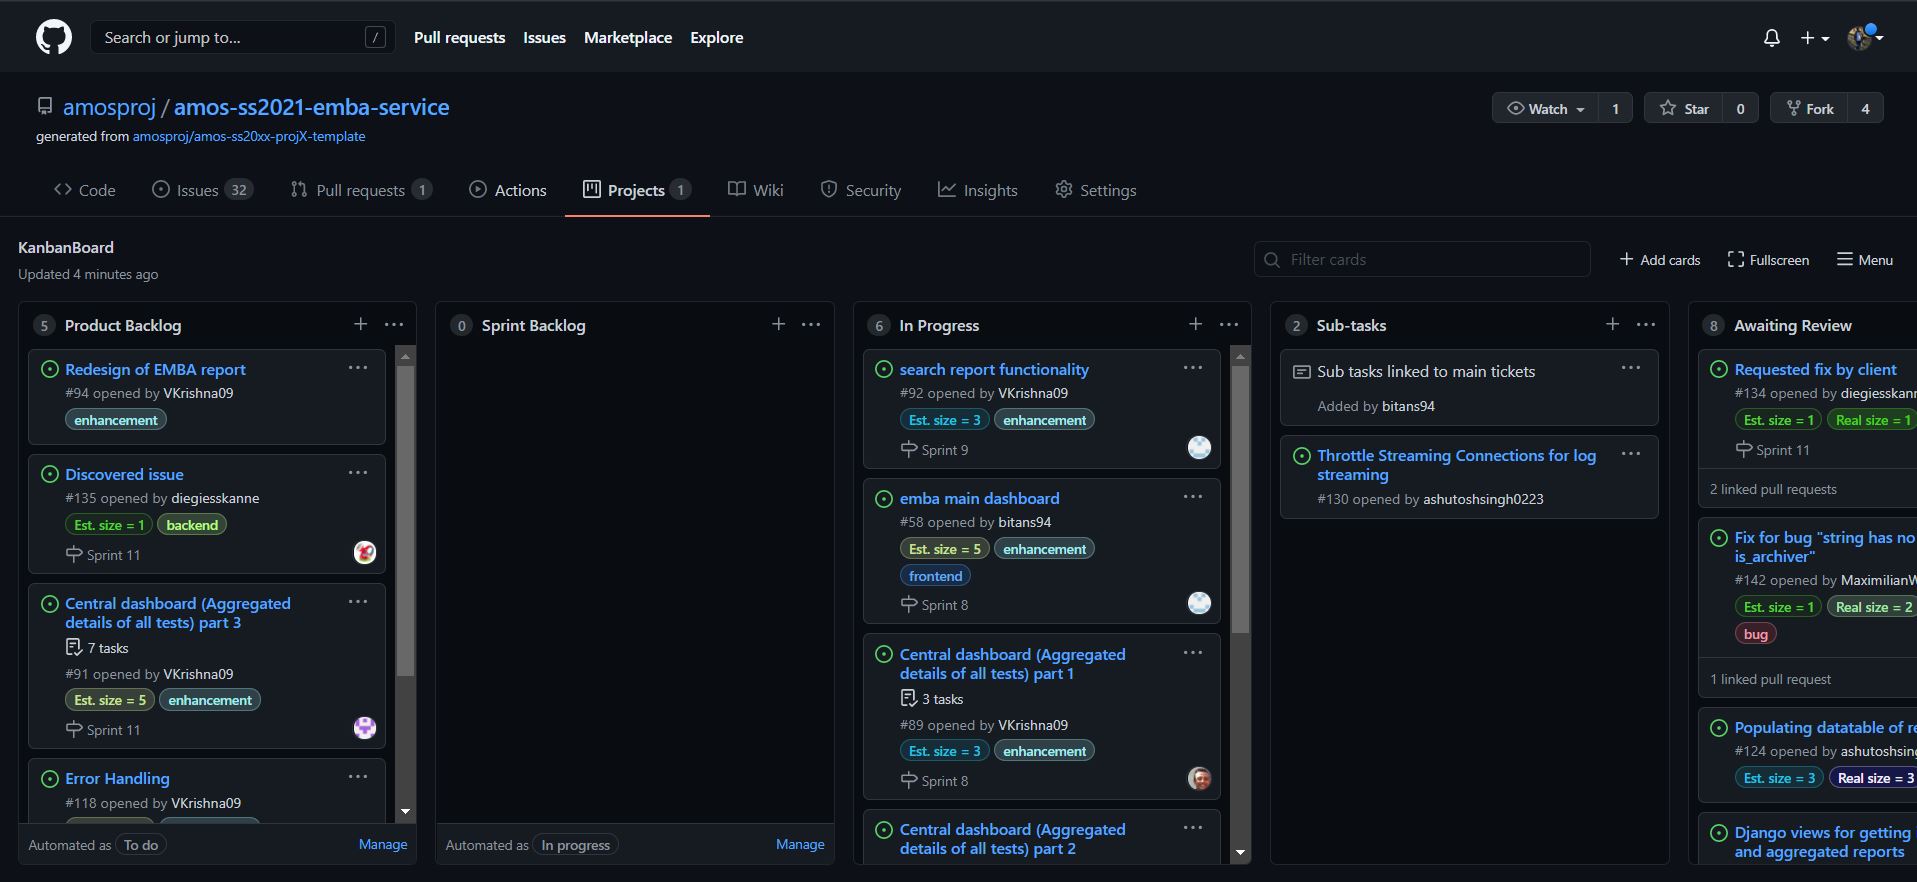 Search or jump to... /
Pull requests Issues Marketplace Explore
amosproj / amos-ss2021-emba-service
generated from amosproj/amos-ss20xx-projX-template
Watch 1 Star 0 Fork 4
Code Issues 32 Pull requests 1 Actions Projects 1 Wiki Security Insights Settings
KanbanBoard
Updated 4 minutes ago
Filter cards
Add cards Fullscreen Menu
5 Product Backlog
Redesign of EMBA report
#94 opened by VKrishna09
enhancement
Discovered issue
#135 opened by diegiesskanne
Est. size = 1 backend
Sprint 11
Central dashboard (Aggregated
details of all tests) part 3
7 tasks
#91 opened by VKrishna09
Est. size = 5 enhancement
Sprint 11
Error Handling
#118 opened by VKrishna09
Automated as To do Manage
0 Sprint Backlog
Automated as In progress Manage
6 In Progress
search report functionality
#92 opened by VKrishna09
Est. size = 3 enhancement
Sprint 9
emba main dashboard
#58 opened by bitans94
Est. size = 5 enhancement
frontend
Sprint 8
Central dashboard (Aggregated
details of all tests) part 1
3 tasks
#89 opened by VKrishna09
Est. size = 3 enhancement
Sprint 8
Central dashboard (Aggregated
details of all tests) part 2
2 Sub-tasks
Sub tasks linked to main tickets
Added by bitans94
Throttle Streaming Connections for log
streaming
#130 opened by ashutoshsingh0223
8 Awaiting Review
Requested fix by client
#134 opened by diegiesskann
Est. size = 1 Real size = 1
Sprint 11
2 linked pull requests
Fix for bug "string has no
is_archiver"
#142 opened by MaximilianW
Est. size = 1 Real size = 2
bug
1 linked pull request
Populating datatable of re
#124 opened by ashutoshsing
Est. size = 3 Real size = 3
Django views for getting
and aggregated reports